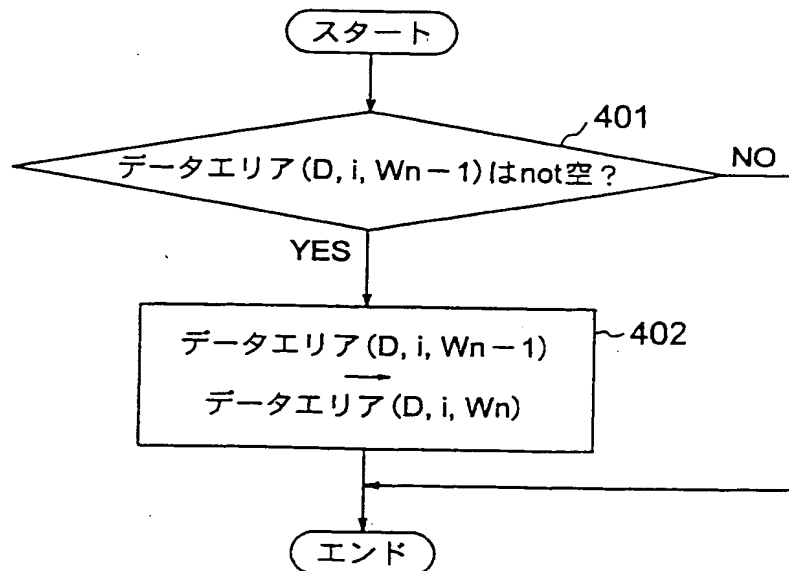 スタート
401
データエリア(D, i, Wn－1)はnot空?
NO
YES
データエリア(D, i, Wn－1)
402
データエリア(D, i, Wn)
エンド